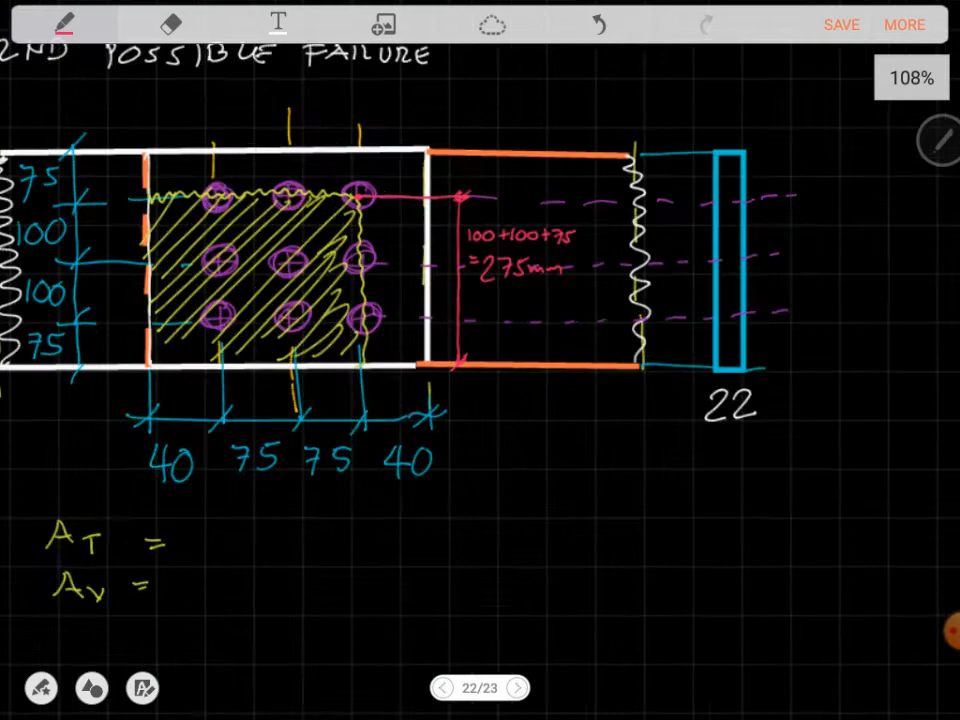 T
SAVE
MORE
108%
2ND POSSIBLE FAILURE
75
100
100
75
100+100+75
=275mm
22
40 75 75 40
AT =
Av =
22/23
A